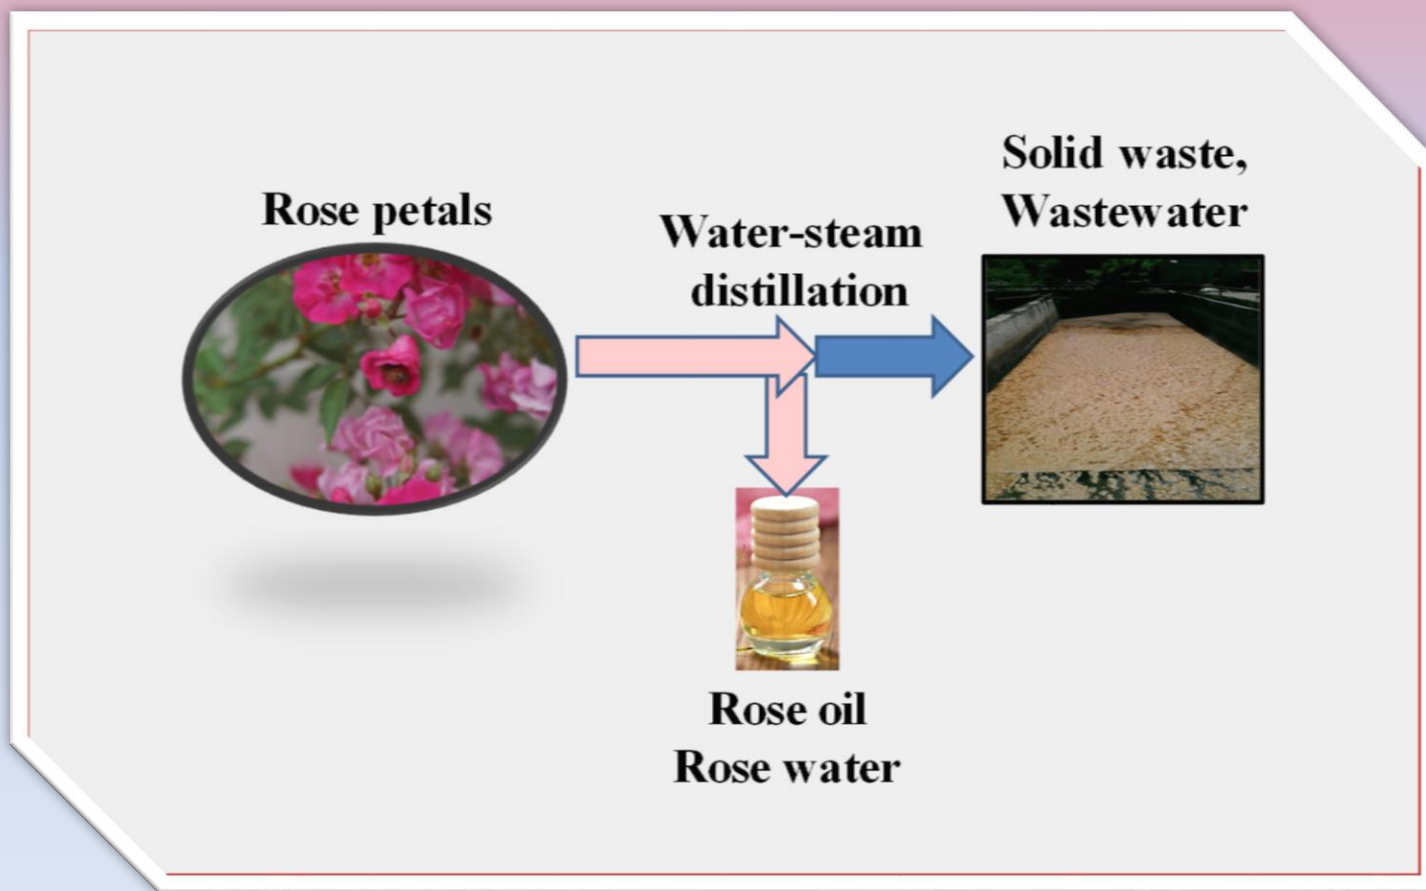 Rose petals
Water-steam
distillation
Solid waste,
Wastewater
Rose oil
Rose water